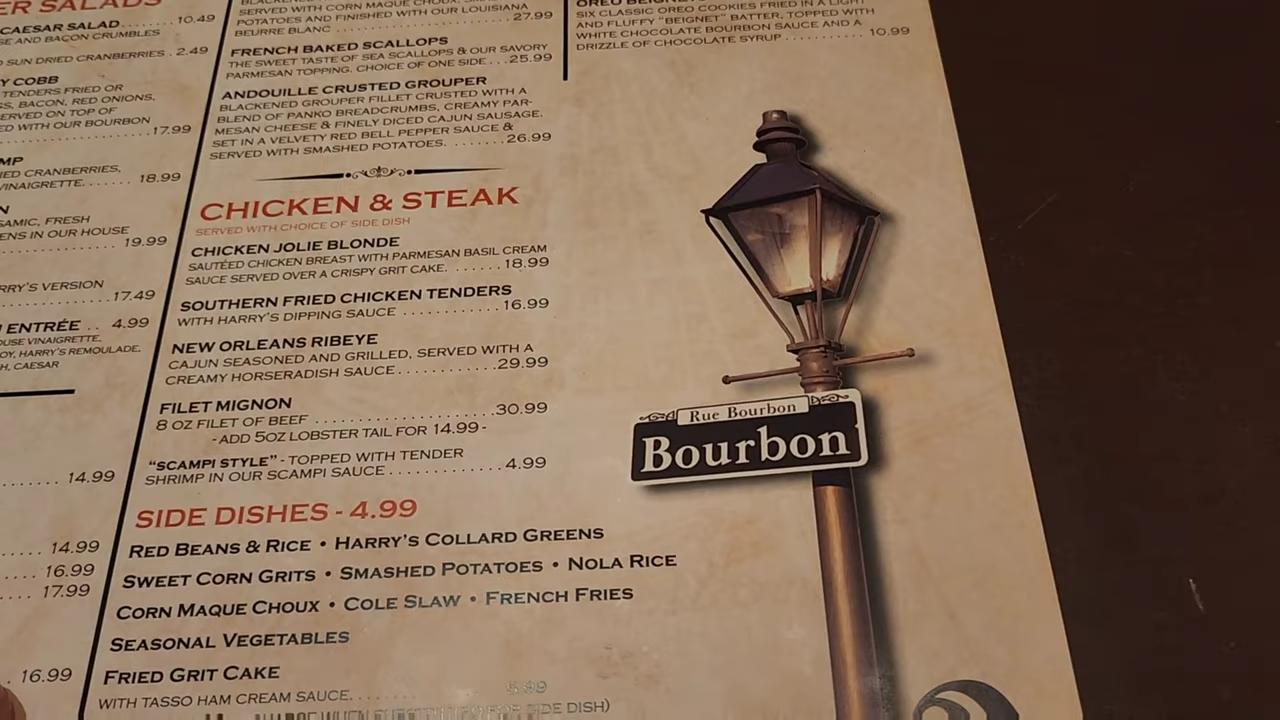 ER SALADS
CAESAR SALAD 10.49
SE AND BACON CRUMBLES
SUN DRIED CRANBERRIES . 2.49
Y COBB
TENDERS FRIED OR
GS, BACON, RED ONIONS,
ERVED ON TOP OF
ED WITH OUR BOURBON
17.99
MP
IED CRANBERRIES,
VINAIGRETTE. 18.99
N
SAMIC, FRESH
ENS IN OUR HOUSE
19.99
RRY'S VERSION
17.49
ENTRÉE .. 4.99
OUSE VINAIGRETTE,
OY, HARRY'S REMOULADE,
H, CAESAR
14.99
14.99
16.99
17.99
16.99
SERVED WITH CORN MAQUE CHOUX,
POTATOES AND FINISHED WITH OUR LOUISIANA
BEURRE BLANC 27.99
FRENCH BAKED SCALLOPS
THE SWEET TASTE OF SEA SCALLOPS & OUR SAVORY
PARMESAN TOPPING. CHOICE OF ONE SIDE . . . 25.99
ANDOUILLE CRUSTED GROUPER
BLACKENED GROUPER FILLET CRUSTED WITH A
BLEND OF PANKO BREADCRUMBS, CREAMY PAR-
MESAN CHEESE & FINELY DICED CAJUN SAUSAGE.
SET IN A VELVETY RED BELL PEPPER SAUCE &
SERVED WITH SMASHED POTATOES. 26.99
CHICKEN & STEAK
SERVED WITH CHOICE OF SIDE DISH
CHICKEN JOLIE BLONDE
SAUTÉED CHICKEN BREAST WITH PARMESAN BASIL CREAM
SAUCE SERVED OVER A CRISPY GRIT CAKE. 18.99
SOUTHERN FRIED CHICKEN TENDERS
WITH HARRY'S DIPPING SAUCE 16.99
NEW ORLEANS RIBEYE
CAJUN SEASONED AND GRILLED, SERVED WITH A
CREAMY HORSERADISH SAUCE 29.99
FILET MIGNON
8 OZ FILET OF BEEF 30.99
-ADD 5OZ LOBSTER TAIL FOR 14.99-
"SCAMPI STYLE" - TOPPED WITH TENDER
SHRIMP IN OUR SCAMPI SAUCE 4.99
SIDE DISHES - 4.99
RED BEANS & RICE • HARRY'S COLLARD GREENS
SWEET CORN GRITS • SMASHED POTATOES • NOLA RICE
CORN MAQUE CHOUX • COLE SLAW • FRENCH FRIES
SEASONAL VEGETABLES
FRIED GRIT CAKE
WITH TASSO HAM CREAM SAUCE. 5.99
SIDE DISH)
OREO BEIGNE
SIX CLASSIC OREO COOKIES FRIED IN A LIGHT
AND FLUFFY "BEIGNET" BATTER, TOPPED WITH
WHITE CHOCOLATE BOURBON SAUCE AND A
DRIZZLE OF CHOCOLATE SYRUP 10.99
Rue Bourbon
Bourbon